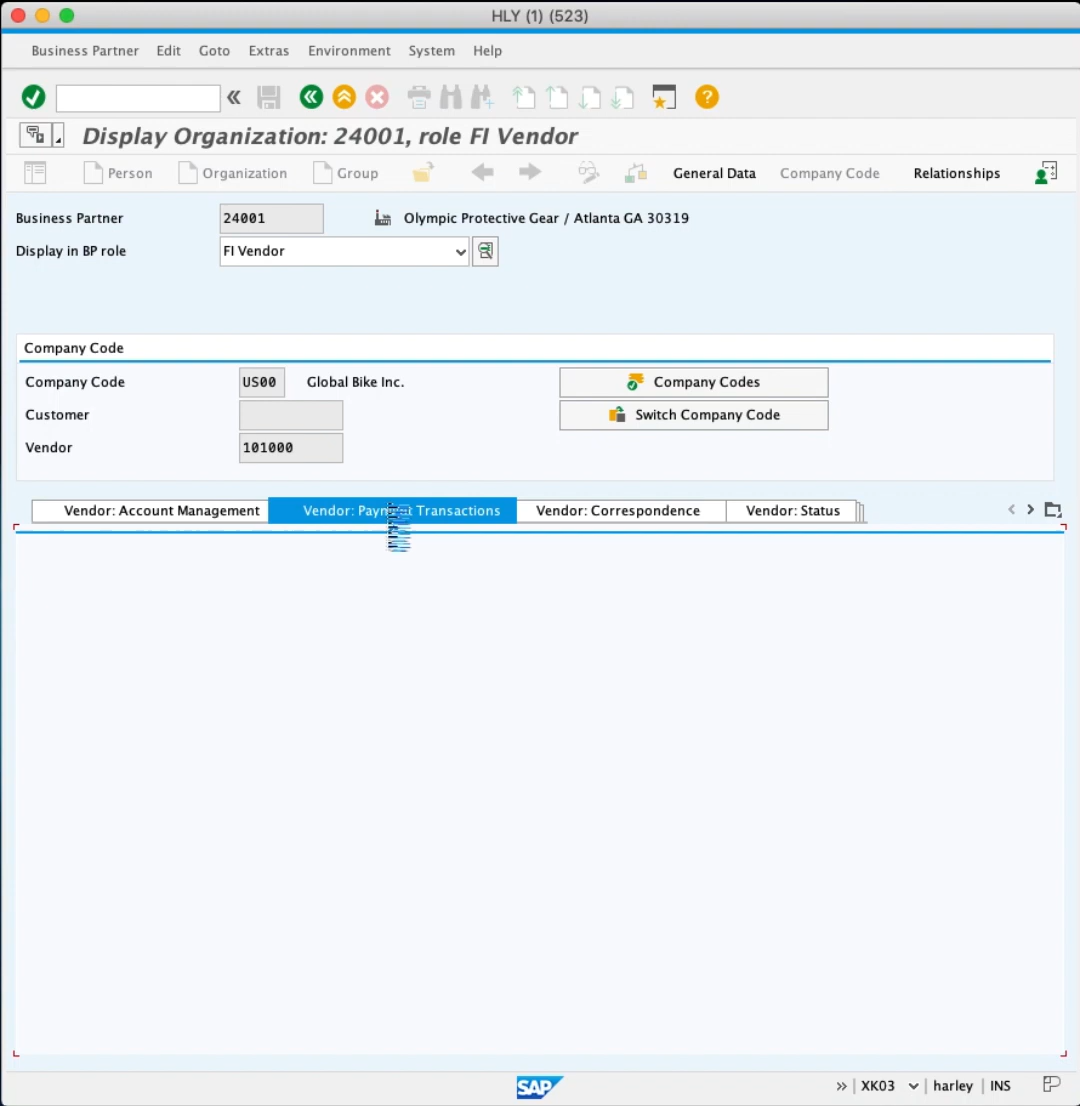 HLY (1) (523)
Business Partner Edit Goto Extras Environment System Help
Display Organization: 24001, role FI Vendor
Person Organization Group General Data Company Code Relationships
Business Partner 24001 Olympic Protective Gear / Atlanta GA 30319
Display in BP role FI Vendor
Company Code
Company Code US00 Global Bike Inc. Company Codes
Customer Switch Company Code
Vendor 101000
Vendor: Account Management Vendor: Payment Transactions Vendor: Correspondence Vendor: Status
SAP XK03 harley INS